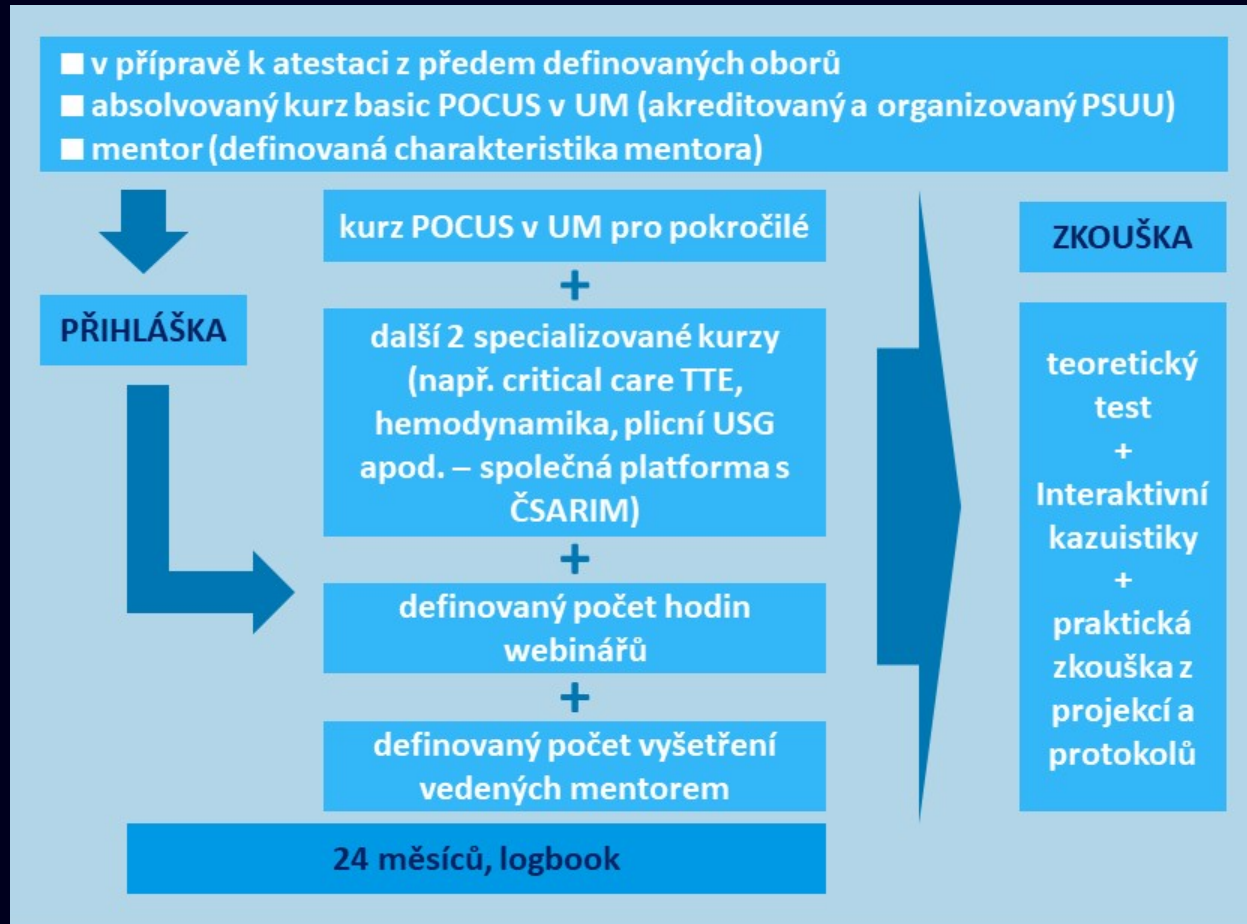 ■ v přípravě k atestaci z předem definovaných oborů
■ absolvovaný kurz basic POCUS v UM (akreditovaný a organizovaný PSUU)
■ mentor (definovaná charakteristika mentora)
PŘIHLÁŠKA
kurz POCUS v UM pro pokročilé
+
další 2 specializované kurzy
(např. critical care TTE,
hemodynamika, plicní USG
apod. – společná platforma s
ČSARIM)
+
definovaný počet hodin
webinářů
+
definovaný počet vyšetření
vedených mentorem
24 měsíců, logbook
ZKOUŠKA
teoretický
test
+
Interaktivní
kazuistiky
+
praktická
zkouška z
projekcí a
protokolů